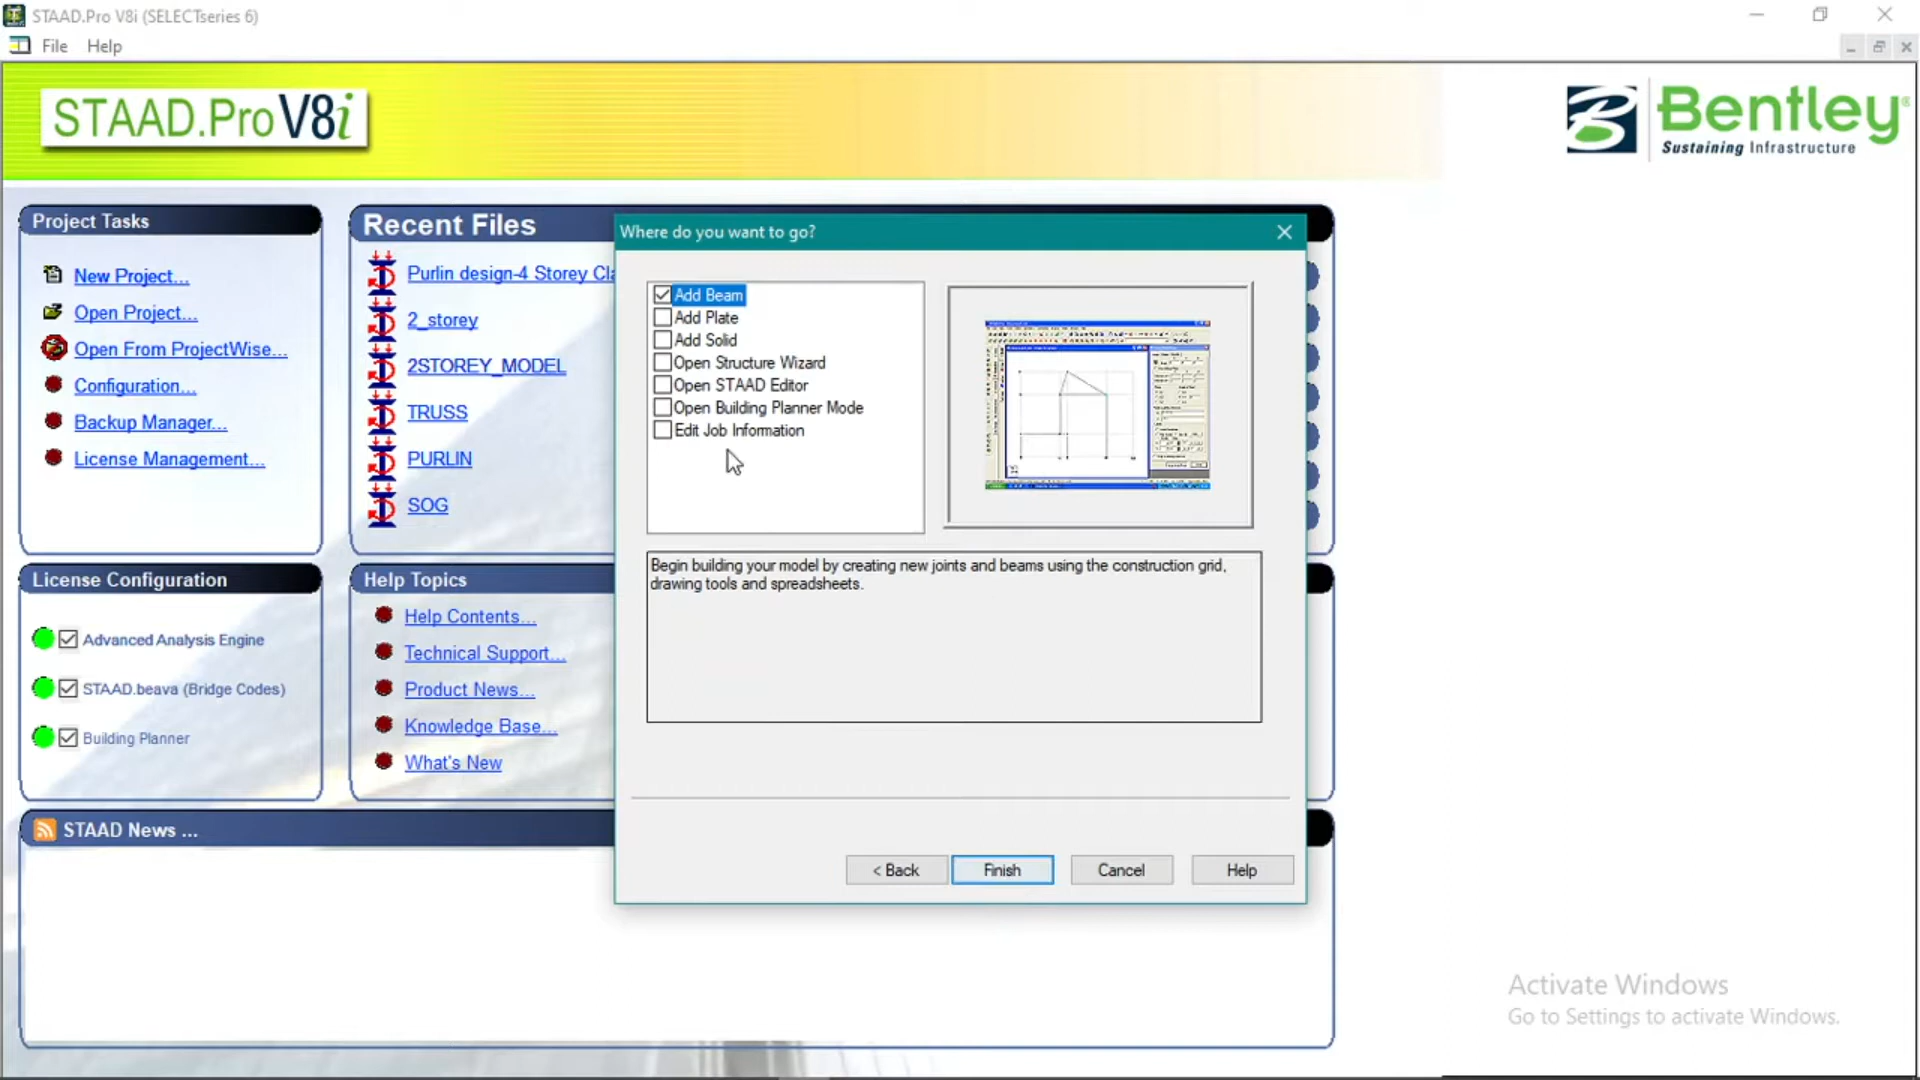 STAAD.Pro V8i (SELECTseries 6)
File Help
STAAD.Pro V8i
Bentley®
Sustaining Infrastructure
Project Tasks
New Project...
Open Project...
Open From ProjectWise...
Configuration...
Backup Manager...
License Management...
Recent Files
Purlin design-4 Storey Cla
2_storey
2STOREY_MODEL
TRUSS
PURLIN
SOG
Where do you want to go?
Add Beam
Add Plate
Add Solid
Open Structure Wizard
Open STAAD Editor
Open Building Planner Mode
Edit Job Information
Begin building your model by creating new joints and beams using the construction grid,
drawing tools and spreadsheets.
< Back
Finish
Cancel
Help
License Configuration
Advanced Analysis Engine
STAAD.beava (Bridge Codes)
Building Planner
Help Topics
Help Contents...
Technical Support...
Product News...
Knowledge Base...
What's New
STAAD News ...
Activate Windows
Go to Settings to activate Windows.